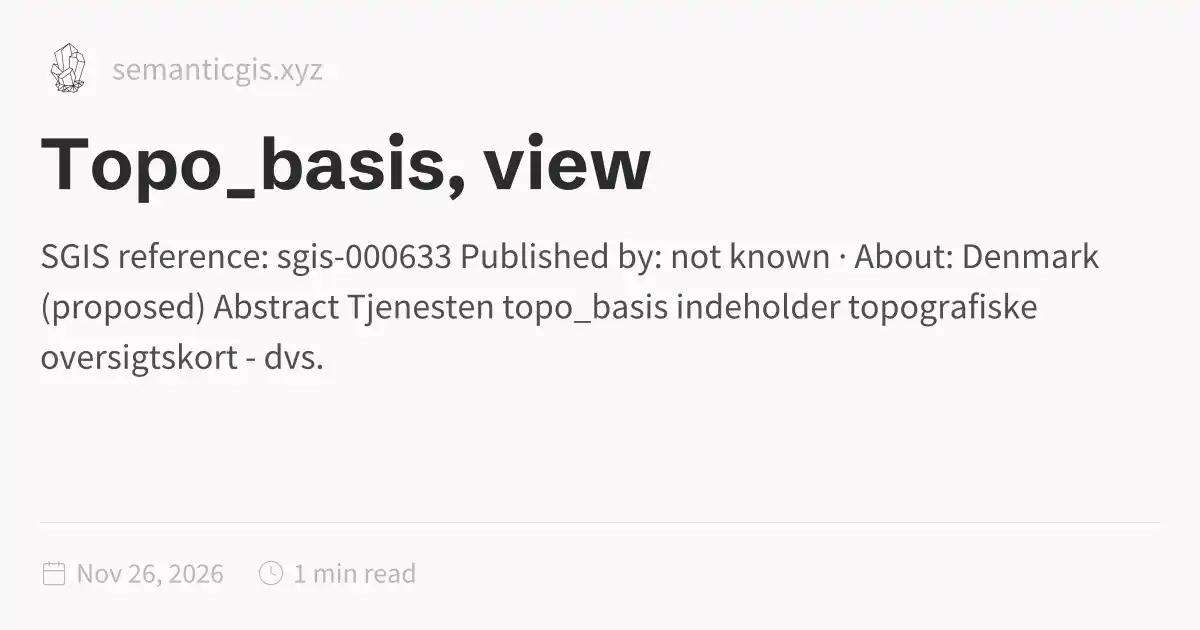 semanticgis.xyz
Topo_basis, view
SGIS reference: sgis-000633 Published by: not known · About: Denmark
(proposed) Abstract Tjenesten topo_basis indeholder topografiske
oversigtskort - dvs.
Nov 26, 2026
1 min read